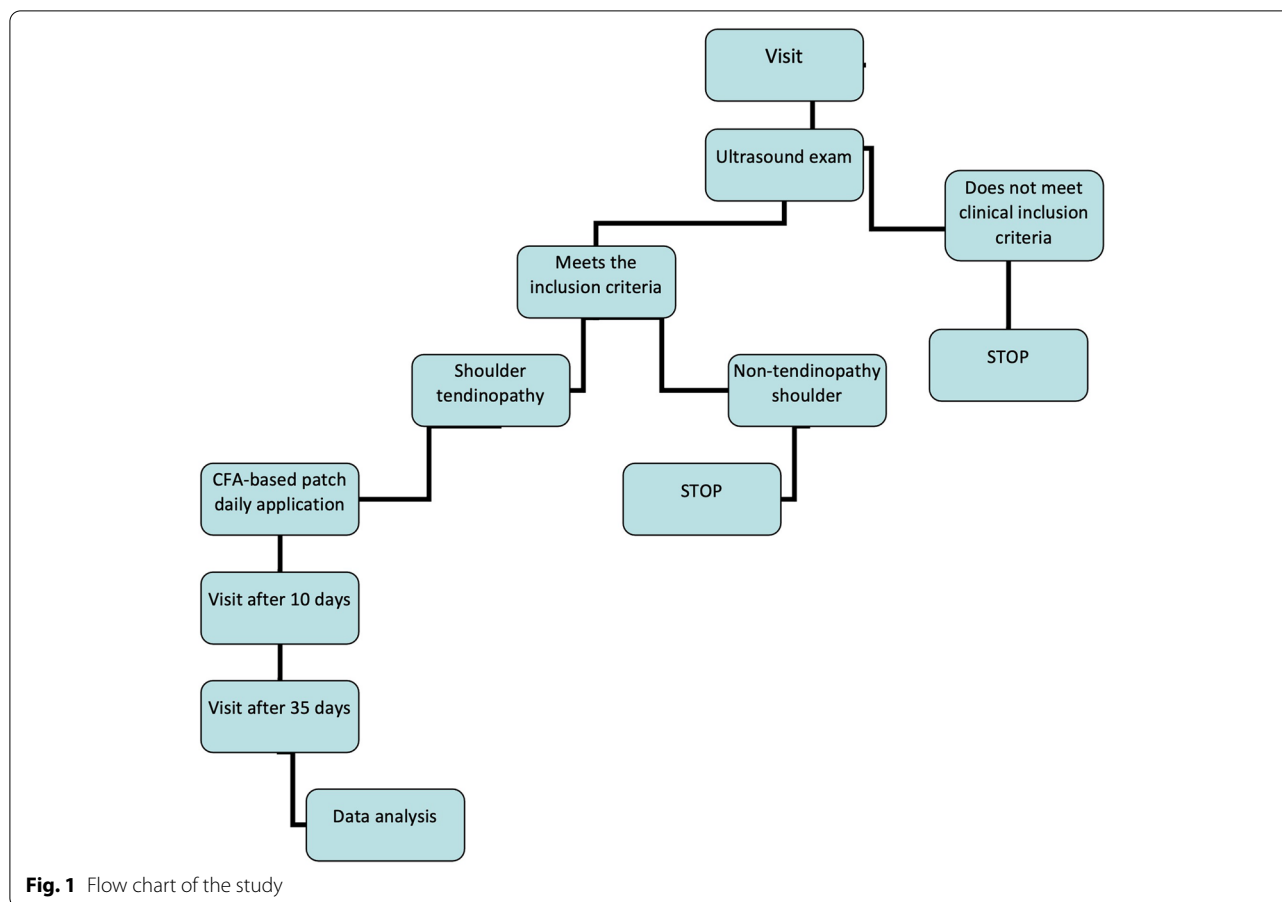 Visit
Ultrasound exam
Does not meet
clinical inclusion
criteria
Meets the
inclusion criteria
STOP
Shoulder
tendinopathy
Non-tendinopathy
shoulder
CFA-based patch
daily application
STOP
Visit after 10 days
Visit after 35 days
Data analysis
Fig. 1 Flow chart of the study